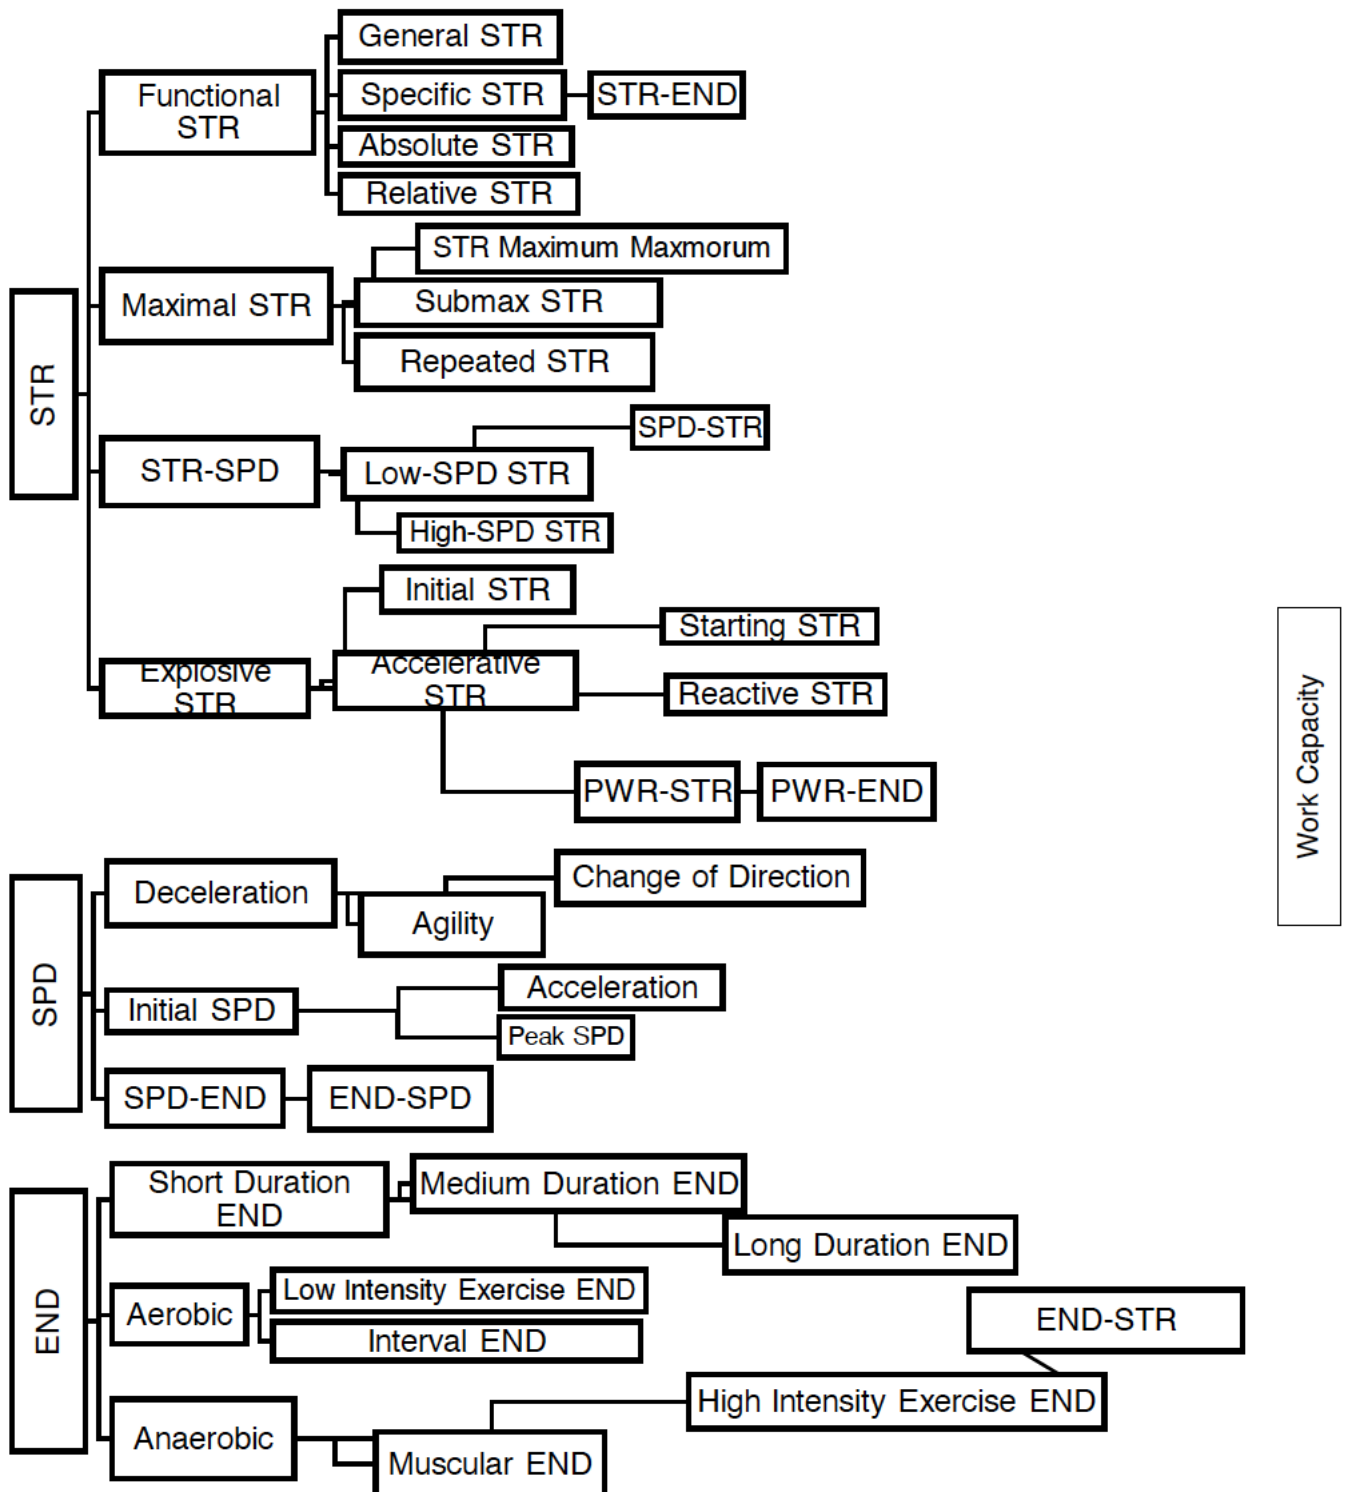 General STR
Functional
STR
Specific STR
STR-END
Absolute STR
Relative STR
STR Maximum Maxmorum
Maximal STR
Submax STR
Repeated STR
STR
SPD-STR
STR-SPD
Low-SPD STR
High-SPD STR
Initial STR
Starting STR
Explosive
STR
Accelerative
STR
Reactive STR
PWR-STR
PWR-END
Work Capacity
Change of Direction
Deceleration
Agility
SPD
Acceleration
Initial SPD
Peak SPD
SPD-END
END-SPD
Short Duration
END
Medium Duration END
Long Duration END
END
Low Intensity Exercise END
Aerobic
Interval END
END-STR
High Intensity Exercise END
Anaerobic
Muscular END